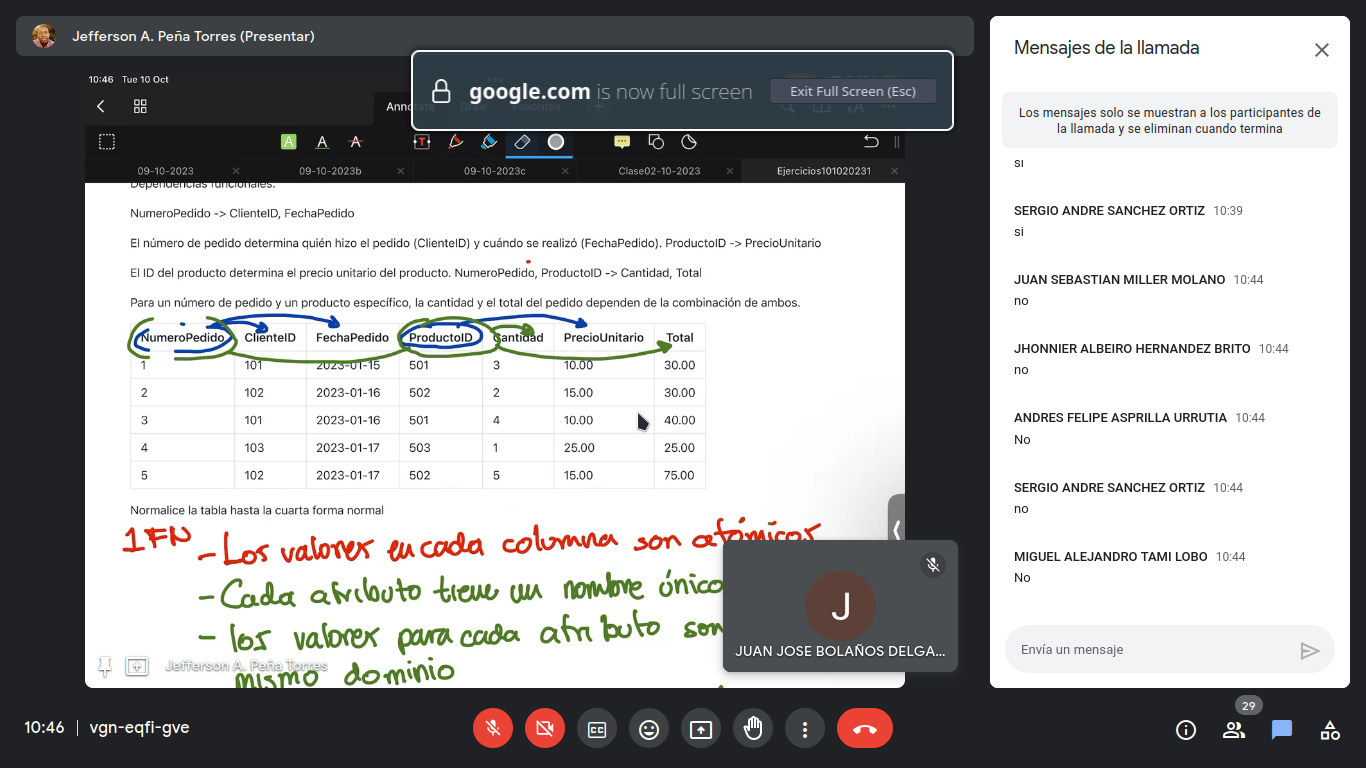 Jefferson A. Peña Torres (Presentar)
google.com is now full screen
Exit Full Screen (Esc)
10:46 Tue 10 Oct
09-10-2023
09-10-2023b
09-10-2023c
Clase02-10-2023
Ejercicios101020231
Dependencias funcionales:
NumeroPedido -> ClienteID, FechaPedido
El número de pedido determina quién hizo el pedido (ClienteID) y cuándo se realizó (FechaPedido). ProductoID -> PrecioUnitario
El ID del producto determina el precio unitario del producto. NumeroPedido, ProductoID -> Cantidad, Total
Para un número de pedido y un producto específico, la cantidad y el total del pedido dependen de la combinación de ambos.
NumeroPedido ClienteID FechaPedido ProductoID Cantidad PrecioUnitario Total
1 101 2023-01-15 501 3 10.00 30.00
2 102 2023-01-16 502 2 15.00 30.00
3 101 2023-01-16 501 4 10.00 40.00
4 103 2023-01-17 503 1 25.00 25.00
5 102 2023-01-17 502 5 15.00 75.00
Normalice la tabla hasta la cuarta forma normal
1FN - Los valores en cada columna son atómicos
- Cada atributo tiene un nombre único
- los valores para cada atributo son
mismo dominio
Jefferson A. Peña Torres
J
JUAN JOSE BOLAÑOS DELGA...
Mensajes de la llamada
Los mensajes solo se muestran a los participantes de
la llamada y se eliminan cuando termina
si
SERGIO ANDRE SANCHEZ ORTIZ 10:39
si
JUAN SEBASTIAN MILLER MOLANO 10:44
no
JHONNIER ALBEIRO HERNANDEZ BRITO 10:44
no
ANDRES FELIPE ASPRILLA URRUTIA 10:44
No
SERGIO ANDRE SANCHEZ ORTIZ 10:44
no
MIGUEL ALEJANDRO TAMI LOBO 10:44
No
Envía un mensaje
10:46 | vgn-eqfi-gve
29